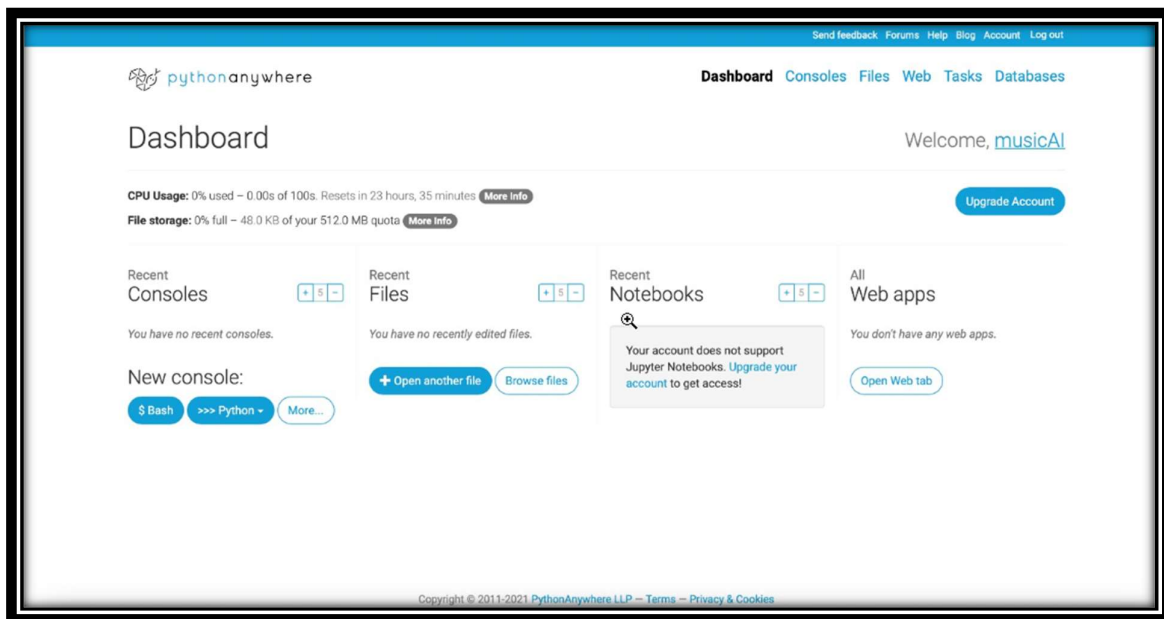 Send feedback Forums Help Blog Account Log out
pythonanywhere
Dashboard Consoles Files Web Tasks Databases
Dashboard
Welcome, musicAI
CPU Usage: 0% used – 0.00s of 100s. Resets in 23 hours, 35 minutes More Info
File storage: 0% full – 48.0 KB of your 512.0 MB quota More Info
Upgrade Account
Recent
Consoles
+ 5 −
You have no recent consoles.
New console:
$ Bash >>> Python More...
Recent
Files
+ 5 −
You have no recently edited files.
+ Open another file Browse files
Recent
Notebooks
+ 5 −
Your account does not support
Jupyter Notebooks. Upgrade your
account to get access!
All
Web apps
You don't have any web apps.
Open Web tab
Copyright © 2011-2021 PythonAnywhere LLP — Terms — Privacy & Cookies